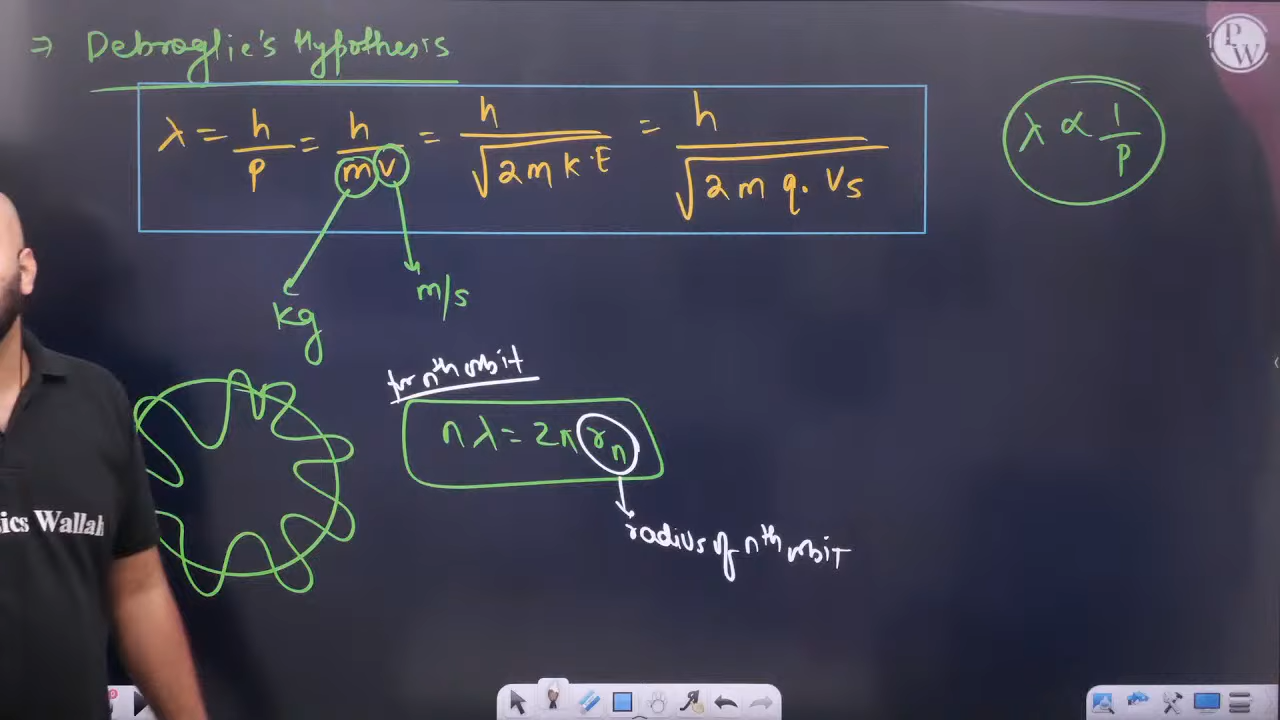 ⇒ Debroglie's Hypothesis
λ = h/p = h/mv = h/√2mK.E = h/√2mq.Vs
λ ∝ 1/p
kg
m/s
for nth orbit
nλ = 2πrn
radius of nth orbit
sics Wallah
PW